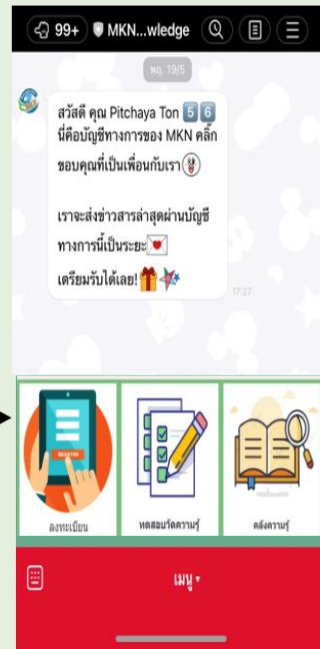 99+ MKN...wledge
พฤ. 19/5
สวัสดี คุณ Pitchaya Ton 5 6
นี่คือบัญชีทางการของ MKN คลิ๊ก
ขอบคุณที่เป็นเพื่อนกับเรา
เราจะส่งข่าวสารล่าสุดผ่านบัญชี
ทางการนี้เป็นระยะ
เตรียมรับได้เลย!
17:27
REGISTER
ลงทะเบียน
ทดสอบวัดความรู้
คลังความรู้
เมนู